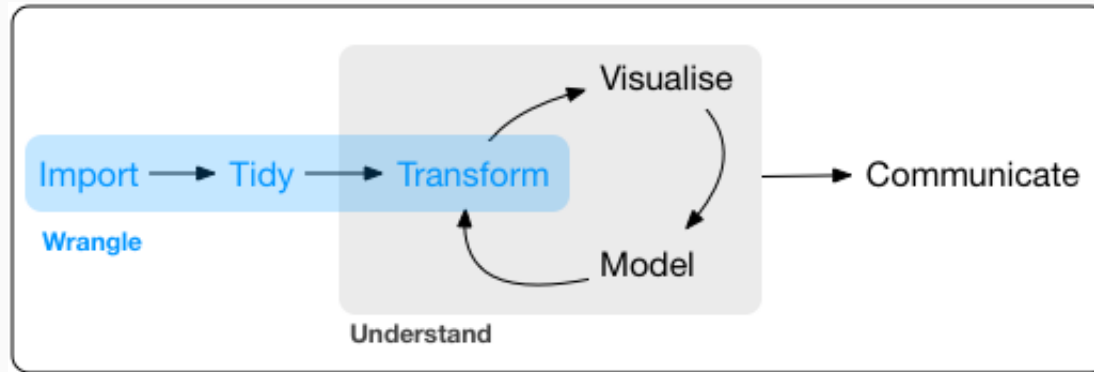 Visualise
Import
Tidy
Transform
Communicate
Wrangle
Model
Understand